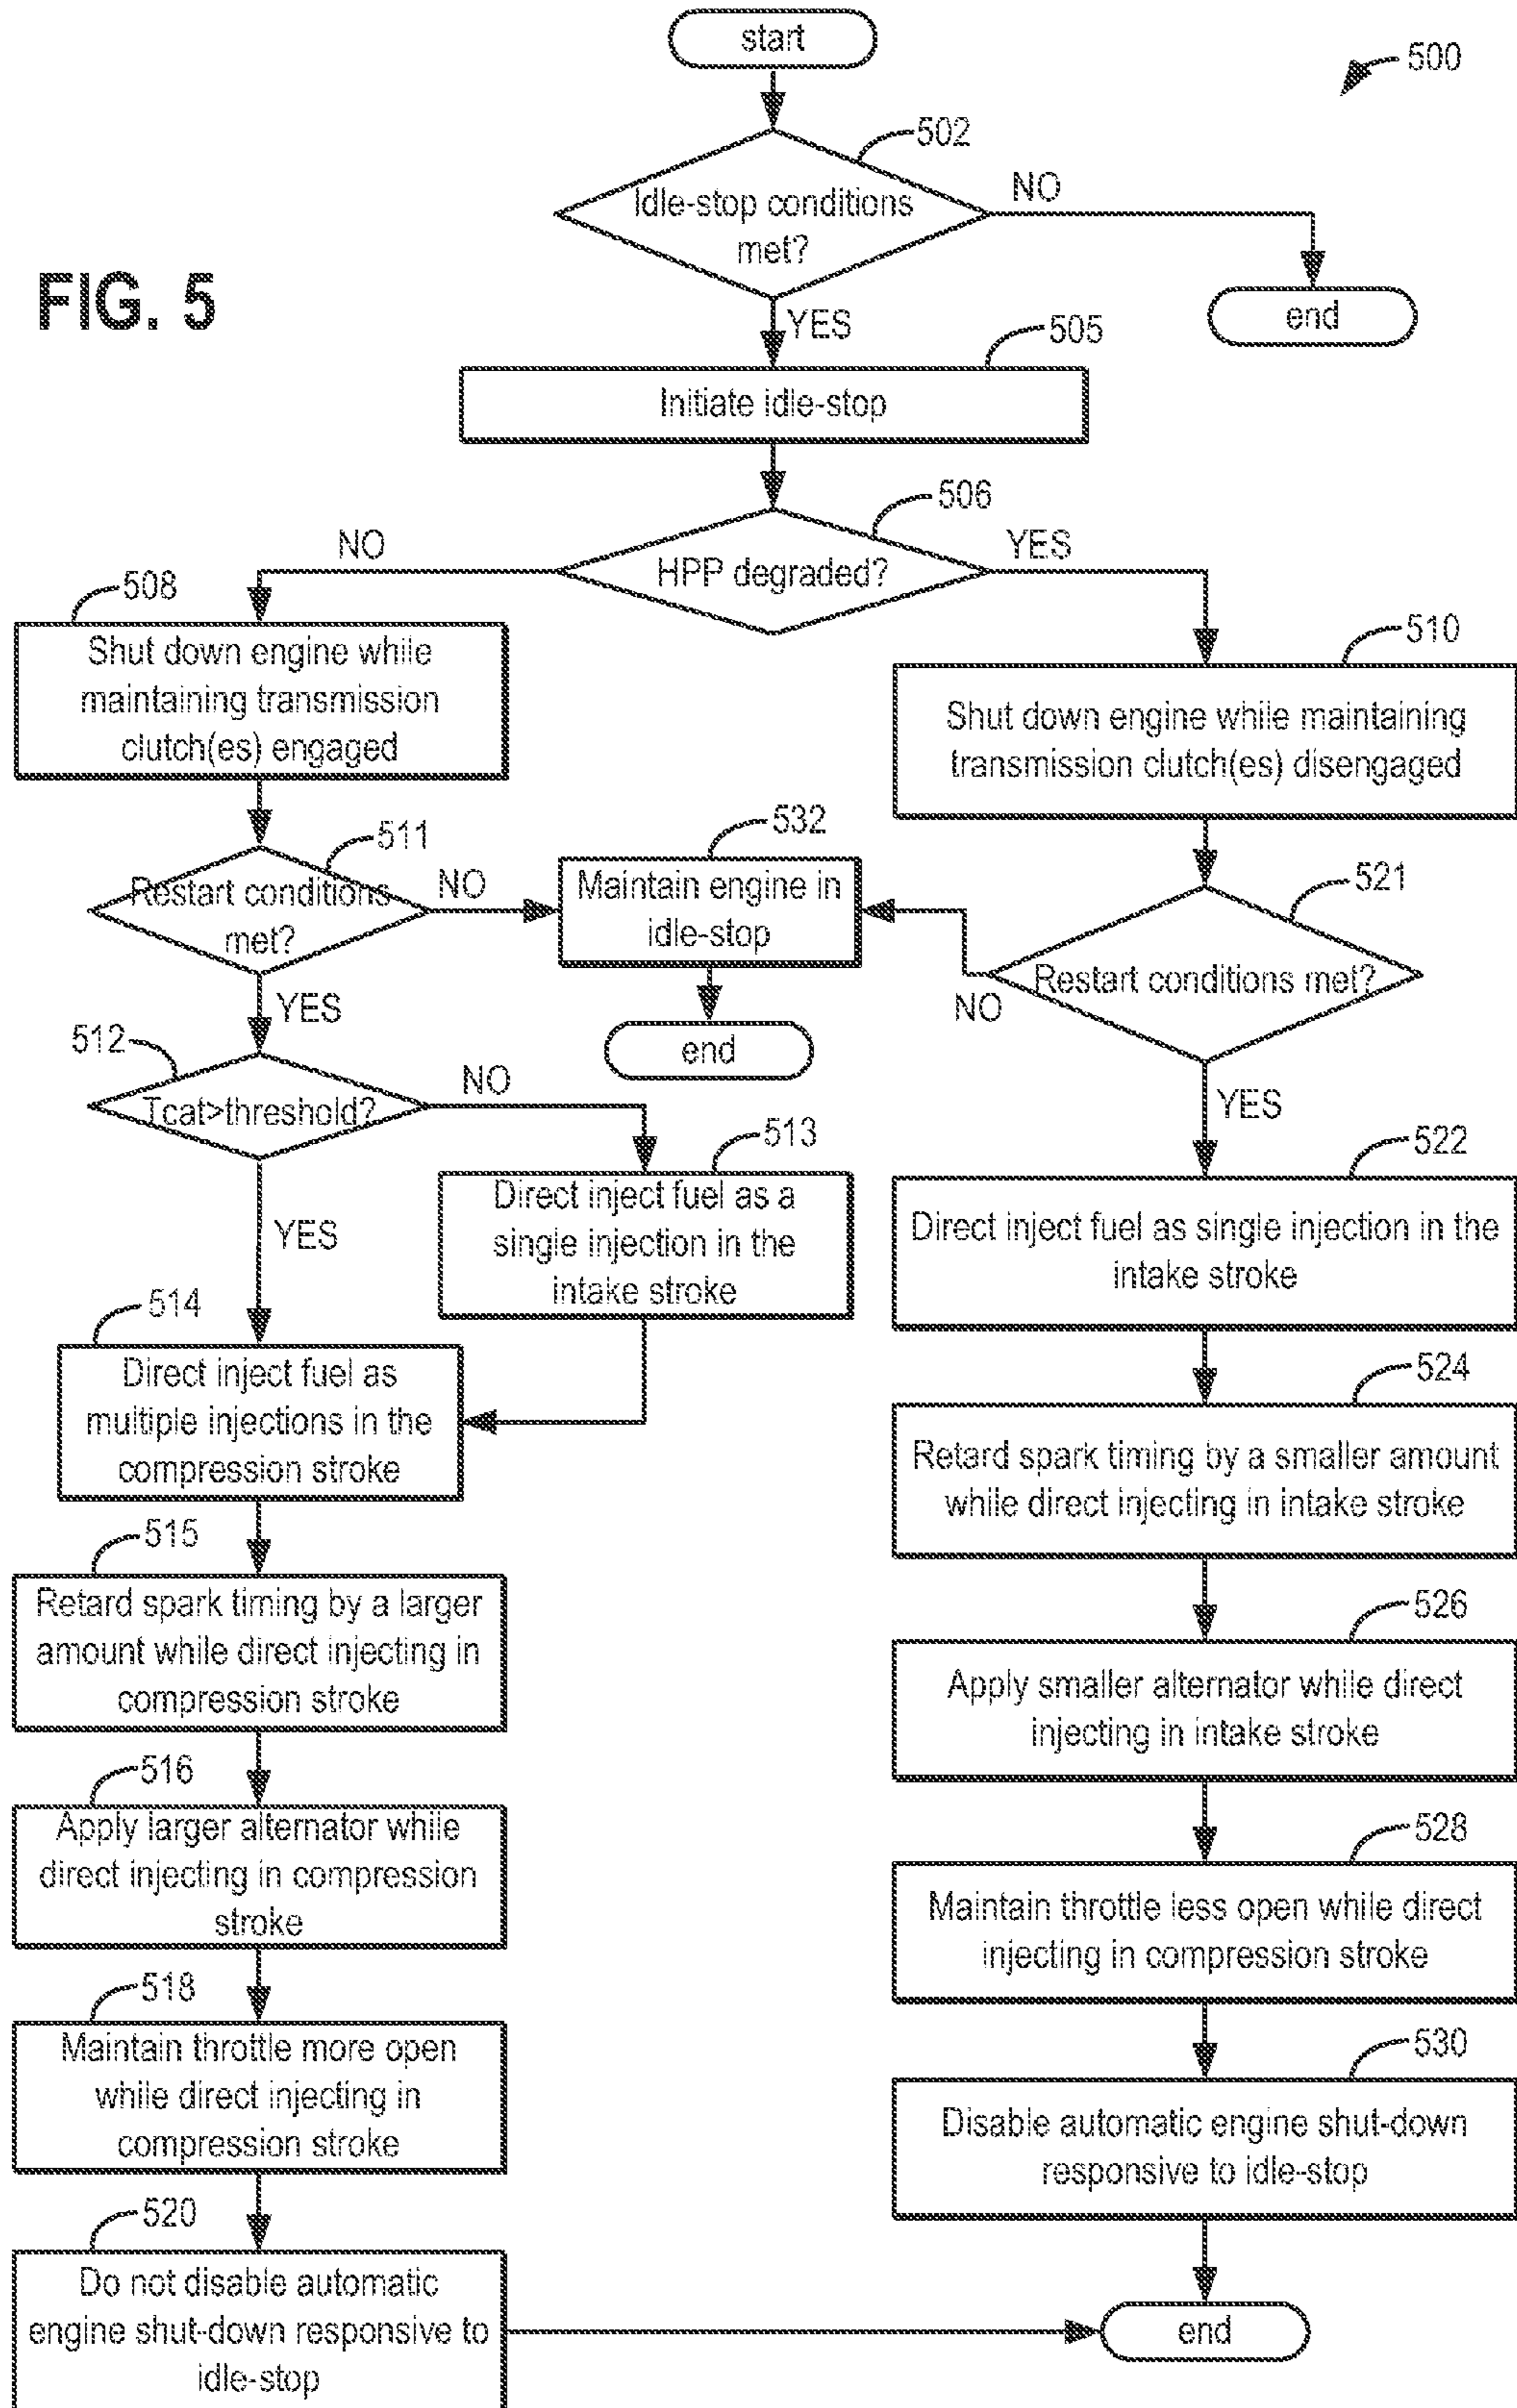 start
500
502
Idle-stop conditions
met?
NO
end
FIG. 5
YES
505
Initiate idle-stop
506
HPP degraded?
NO
YES
508
Shut down engine while
maintaining transmission
clutch(es) engaged
510
Shut down engine while maintaining
transmission clutch(es) disengaged
511
Restart conditions
met?
NO
532
Maintain engine in
idle-stop
end
521
Restart conditions met?
NO
YES
YES
512
Tcat>threshold?
NO
YES
513
Direct inject fuel as a
single injection in the
intake stroke
522
Direct inject fuel as single injection in the
intake stroke
514
Direct inject fuel as
multiple injections in the
compression stroke
524
Retard spark timing by a smaller amount
while direct injecting in intake stroke
515
Retard spark timing by a larger
amount while direct injecting in
compression stroke
526
Apply smaller alternator while direct
injecting in intake stroke
516
Apply larger alternator while
direct injecting in compression
stroke
528
Maintain throttle less open while direct
injecting in compression stroke
518
Maintain throttle more open
while direct injecting in
compression stroke
530
Disable automatic engine shut-down
responsive to idle-stop
520
Do not disable automatic
engine shut-down responsive to
idle-stop
end